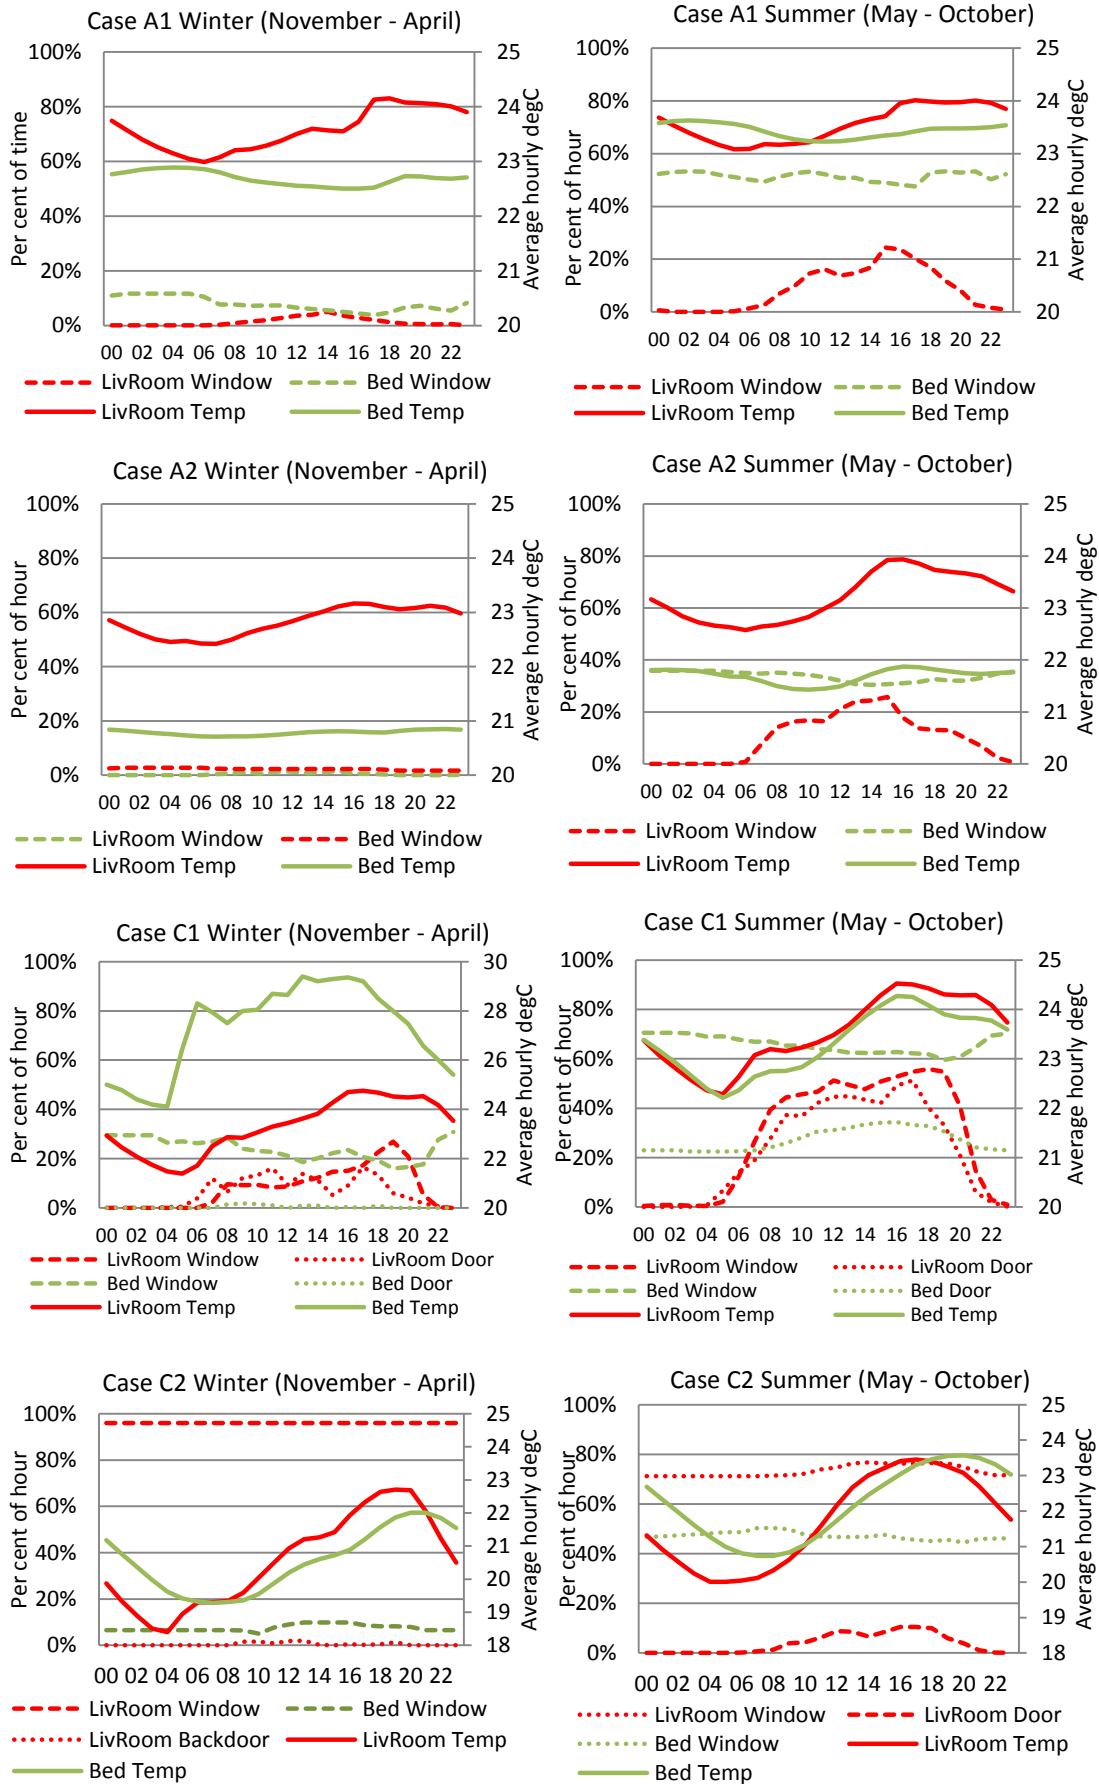 Case A1 Winter (November - April)
100%
80%
60%
40%
20%
0%
Per cent of time
25
24
23
22
21
20
Average hourly degC
00 02 04 06 08 10 12 14 16 18 20 22
LivRoom Window Bed Window
LivRoom Temp Bed Temp
Case A1 Summer (May - October)
100%
80%
60%
40%
20%
0%
Per cent of hour
25
24
23
22
21
20
Average hourly degC
00 02 04 06 08 10 12 14 16 18 20 22
LivRoom Window Bed Window
LivRoom Temp Bed Temp
Case A2 Winter (November - April)
100%
80%
60%
40%
20%
0%
Per cent of hour
25
24
23
22
21
20
Average hourly degC
00 02 04 06 08 10 12 14 16 18 20 22
LivRoom Window Bed Window
LivRoom Temp Bed Temp
Case A2 Summer (May - October)
100%
80%
60%
40%
20%
0%
Per cent of hour
25
24
23
22
21
20
Average hourly degC
00 02 04 06 08 10 12 14 16 18 20 22
LivRoom Window Bed Window
LivRoom Temp Bed Temp
Case C1 Winter (November - April)
100%
80%
60%
40%
20%
0%
Per cent of hour
30
28
26
24
22
20
Average hourly degC
00 02 04 06 08 10 12 14 16 18 20 22
LivRoom Window LivRoom Door
Bed Window Bed Door
LivRoom Temp Bed Temp
Case C1 Summer (May - October)
100%
80%
60%
40%
20%
0%
Per cent of hour
25
24
23
22
21
20
Average hourly degC
00 02 04 06 08 10 12 14 16 18 20 22
LivRoom Window LivRoom Door
Bed Window Bed Door
LivRoom Temp Bed Temp
Case C2 Winter (November - April)
100%
80%
60%
40%
20%
0%
Per cent of hour
25
24
23
22
21
20
19
18
Average hourly degC
00 02 04 06 08 10 12 14 16 18 20 22
LivRoom Window Bed Window
LivRoom Backdoor LivRoom Temp
Bed Temp
Case C2 Summer (May - October)
100%
80%
60%
40%
20%
0%
Per cent of hour
25
24
23
22
21
20
19
18
Average hourly degC
00 02 04 06 08 10 12 14 16 18 20 22
LivRoom Window LivRoom Door
Bed Window LivRoom Temp
Bed Temp